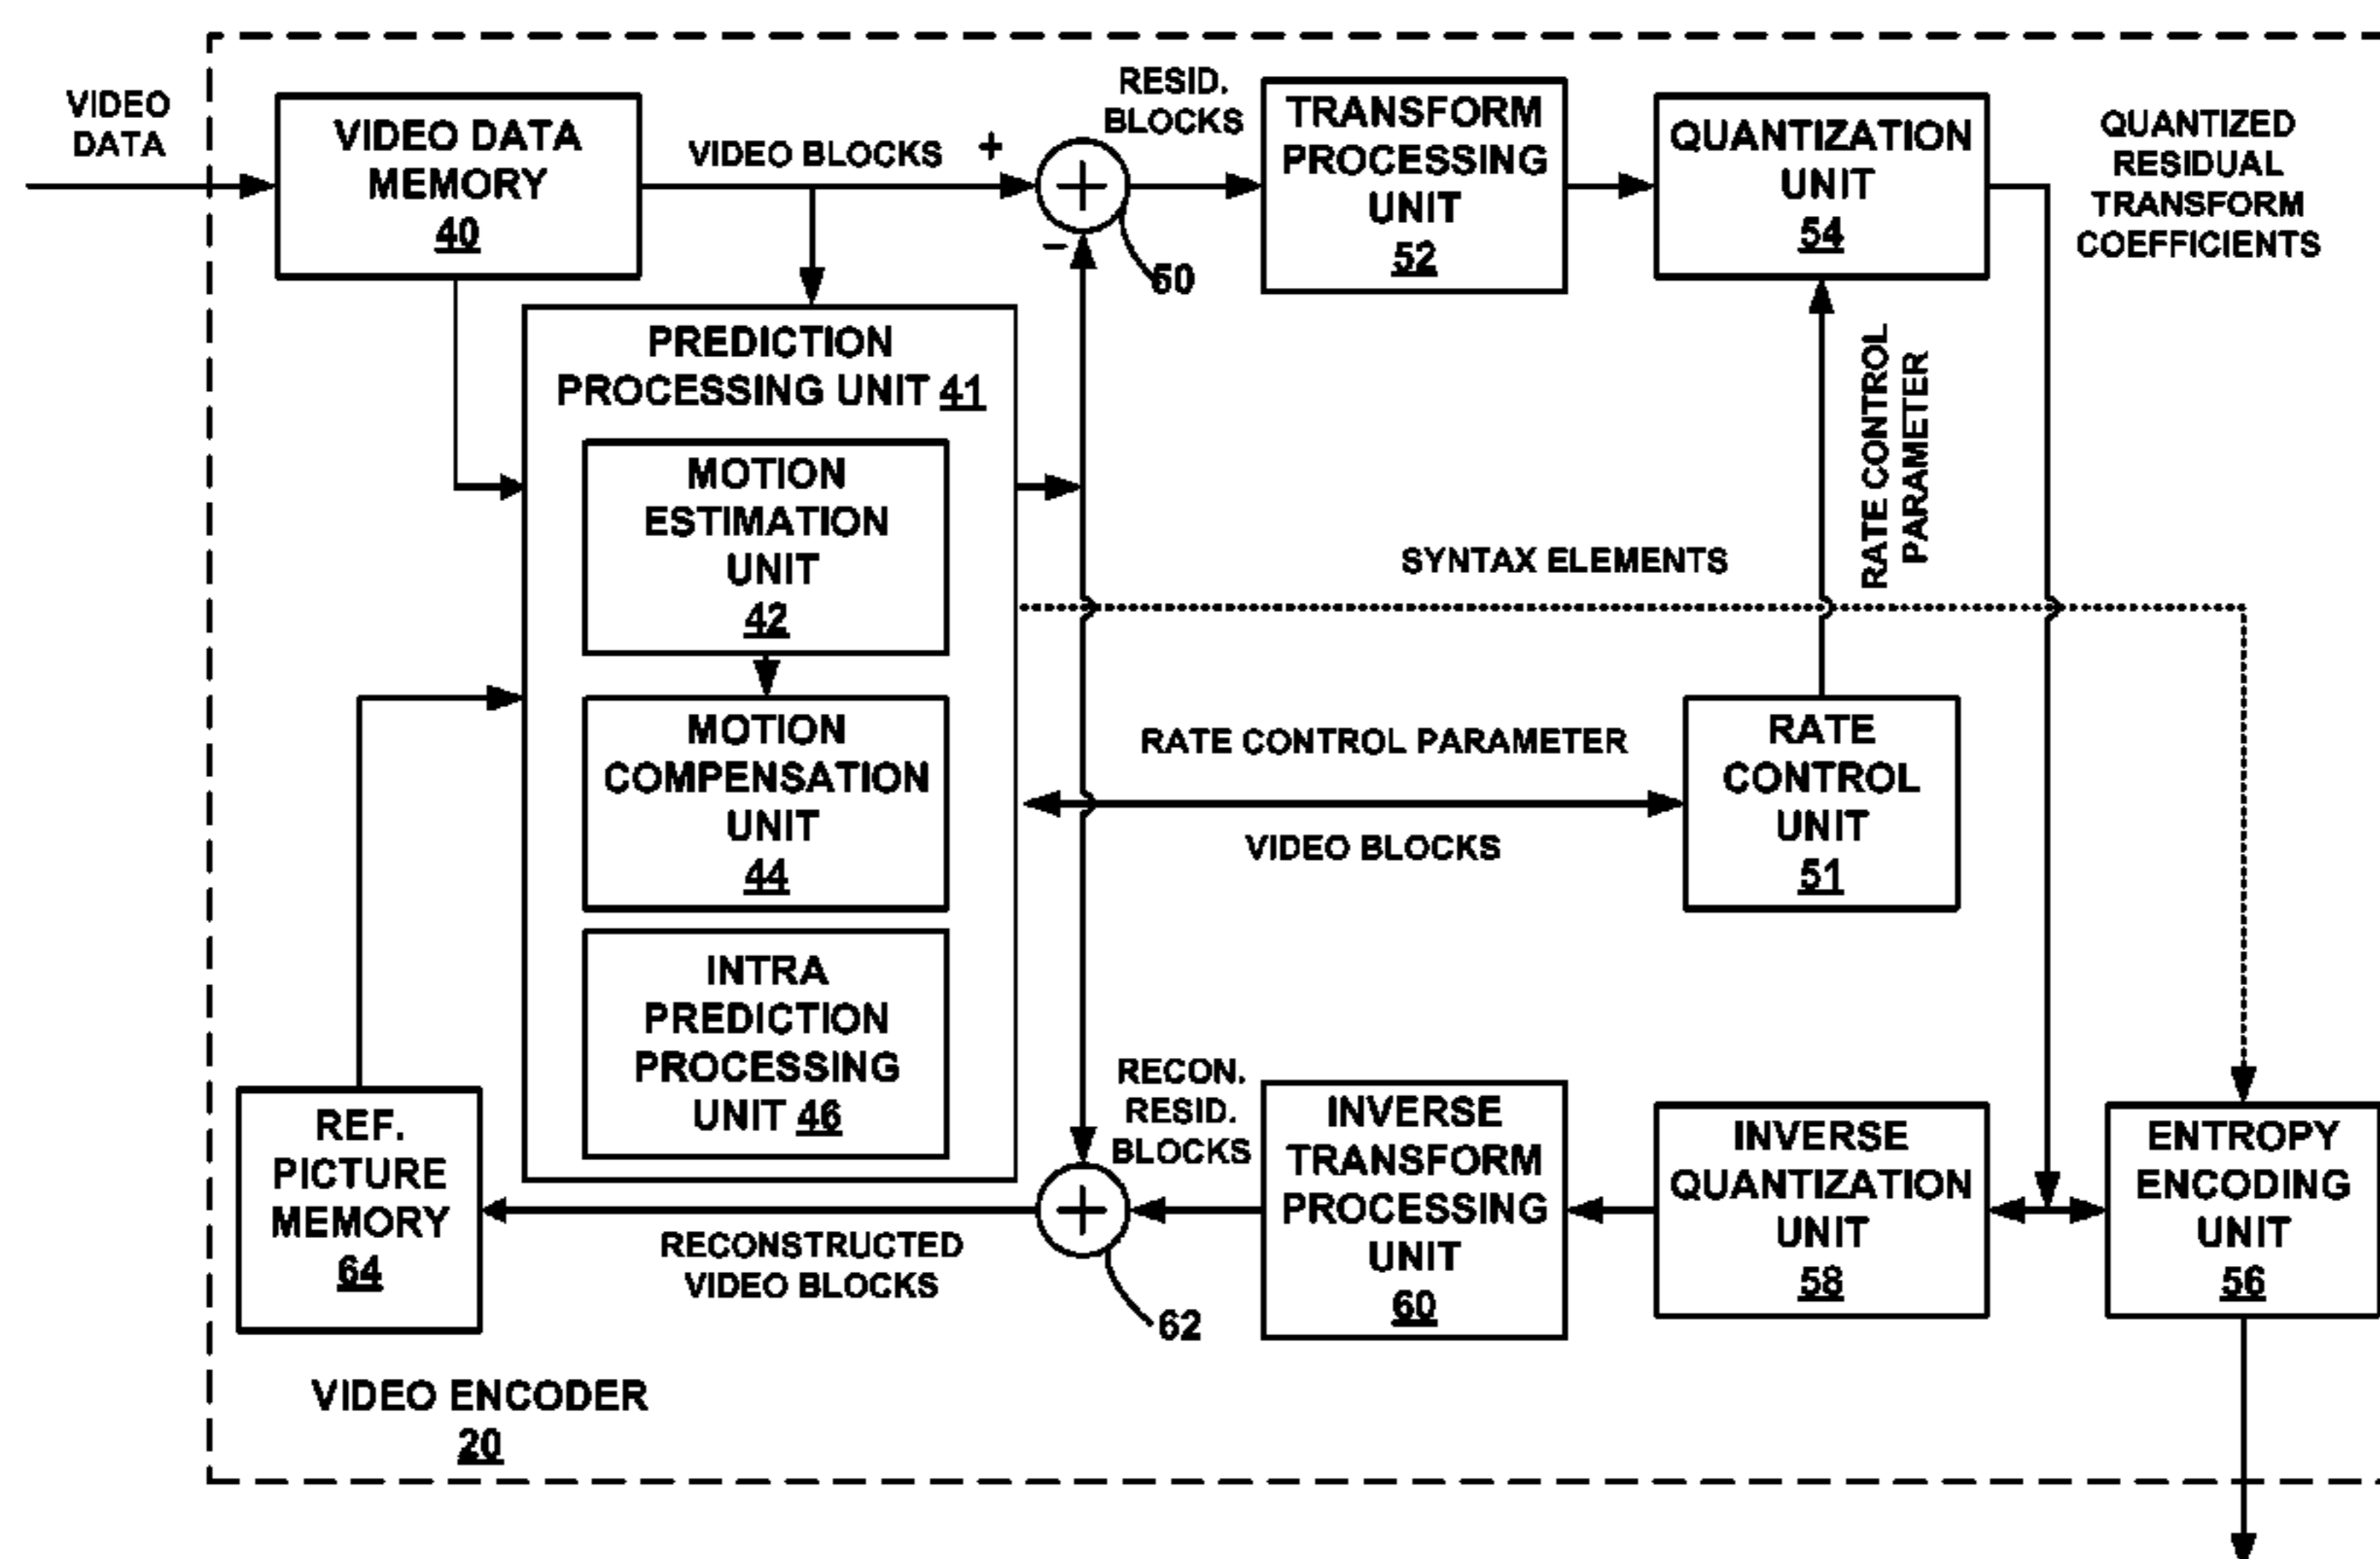 VIDEO
DATA
VIDEO DATA
MEMORY
40
VIDEO BLOCKS
+
−
50
RESID.
BLOCKS
TRANSFORM
PROCESSING
UNIT
52
QUANTIZATION
UNIT
54
QUANTIZED
RESIDUAL
TRANSFORM
COEFFICIENTS
PREDICTION
PROCESSING UNIT 41
MOTION
ESTIMATION
UNIT
42
MOTION
COMPENSATION
UNIT
44
INTRA
PREDICTION
PROCESSING
UNIT 46
RATE CONTROL
PARAMETER
SYNTAX ELEMENTS
RATE CONTROL PARAMETER
VIDEO BLOCKS
RATE
CONTROL
UNIT
51
REF.
PICTURE
MEMORY
64
RECONSTRUCTED
VIDEO BLOCKS
+
62
RECON.
RESID.
BLOCKS
INVERSE
TRANSFORM
PROCESSING
UNIT
60
INVERSE
QUANTIZATION
UNIT
58
ENTROPY
ENCODING
UNIT
56
VIDEO ENCODER
20